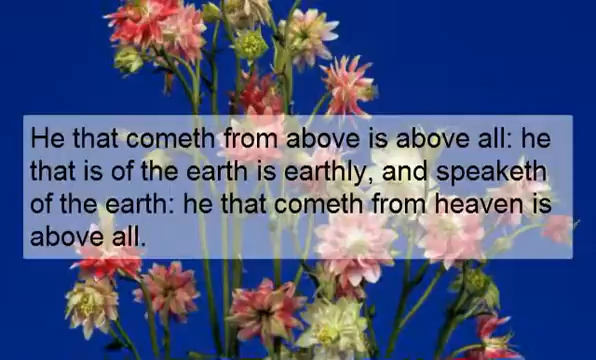 He that cometh from above is above all: he
that is of the earth is earthly, and speaketh
of the earth: he that cometh from heaven is
above all.